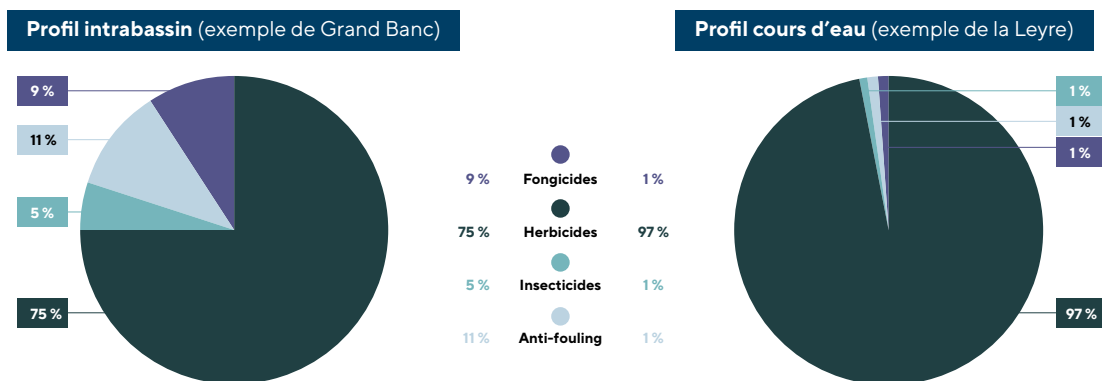 Profil intrabassin (exemple de Grand Banc)
9 %
11 %
5 %
75 %
9 % Fongicides 1 %
75 % Herbicides 97 %
5 % Insecticides 1 %
11 % Anti-fouling 1 %
Profil cours d'eau (exemple de la Leyre)
1 %
1 %
1 %
97 %